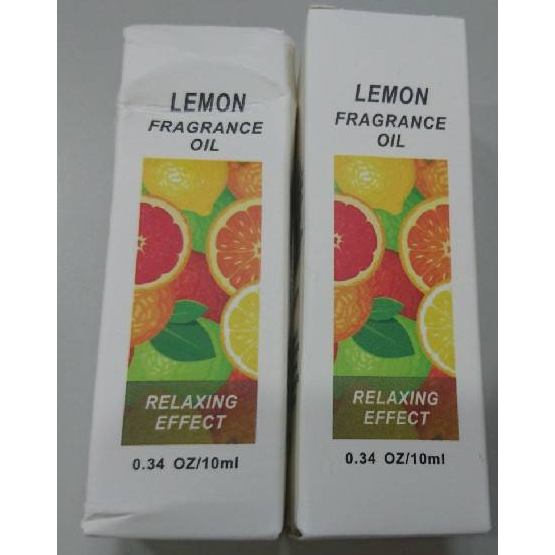 LEMON
FRAGRANCE
OIL
RELAXING
EFFECT
0.34 OZ/10ml
LEMON
FRAGRANCE
OIL
RELAXING
EFFECT
0.34 OZ/10ml